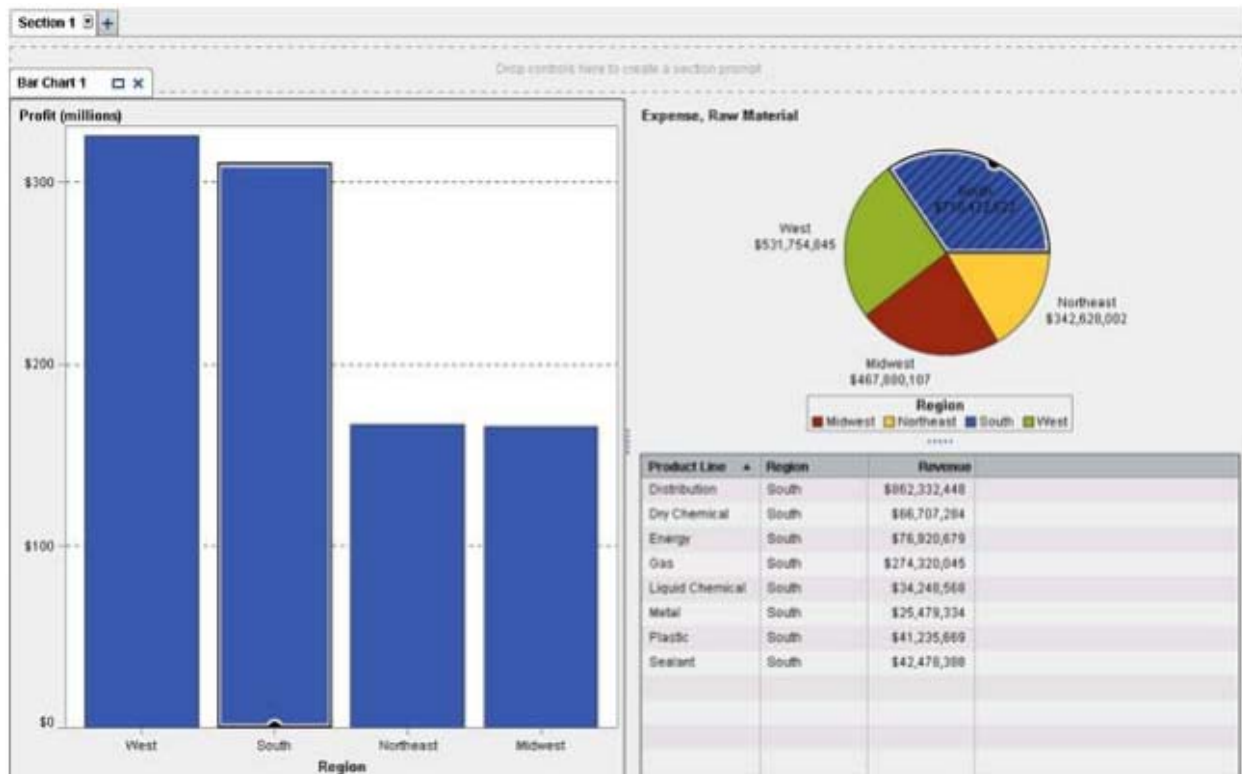 Section 1
Drop controls here to create a section prompt
Bar Chart 1
Profit (millions)
$300
$200
$100
$0
West South Northeast Midwest
Region
Expense, Raw Material
South
West
$531,754,845
Northeast
$342,628,002
Midwest
$467,880,107
Region
Midwest Northeast South West
Product Line Region Revenue
Distribution South $862,332,448
Dry Chemical South $66,707,284
Energy South $76,920,679
Gas South $274,320,045
Liquid Chemical South $34,248,568
Metal South $25,479,334
Plastic South $41,235,669
Sealant South $42,478,388